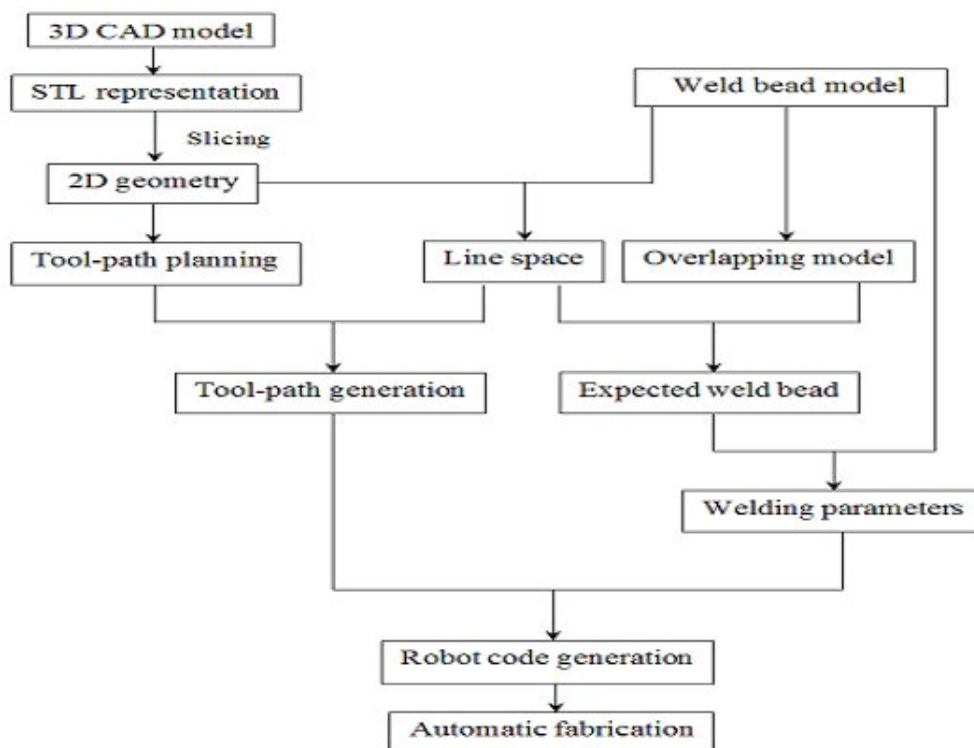 3D CAD model
STL representation
Weld bead model
Slicing
2D geometry
Tool-path planning
Line space
Overlapping model
Tool-path generation
Expected weld bead
Welding parameters
Robot code generation
Automatic fabrication